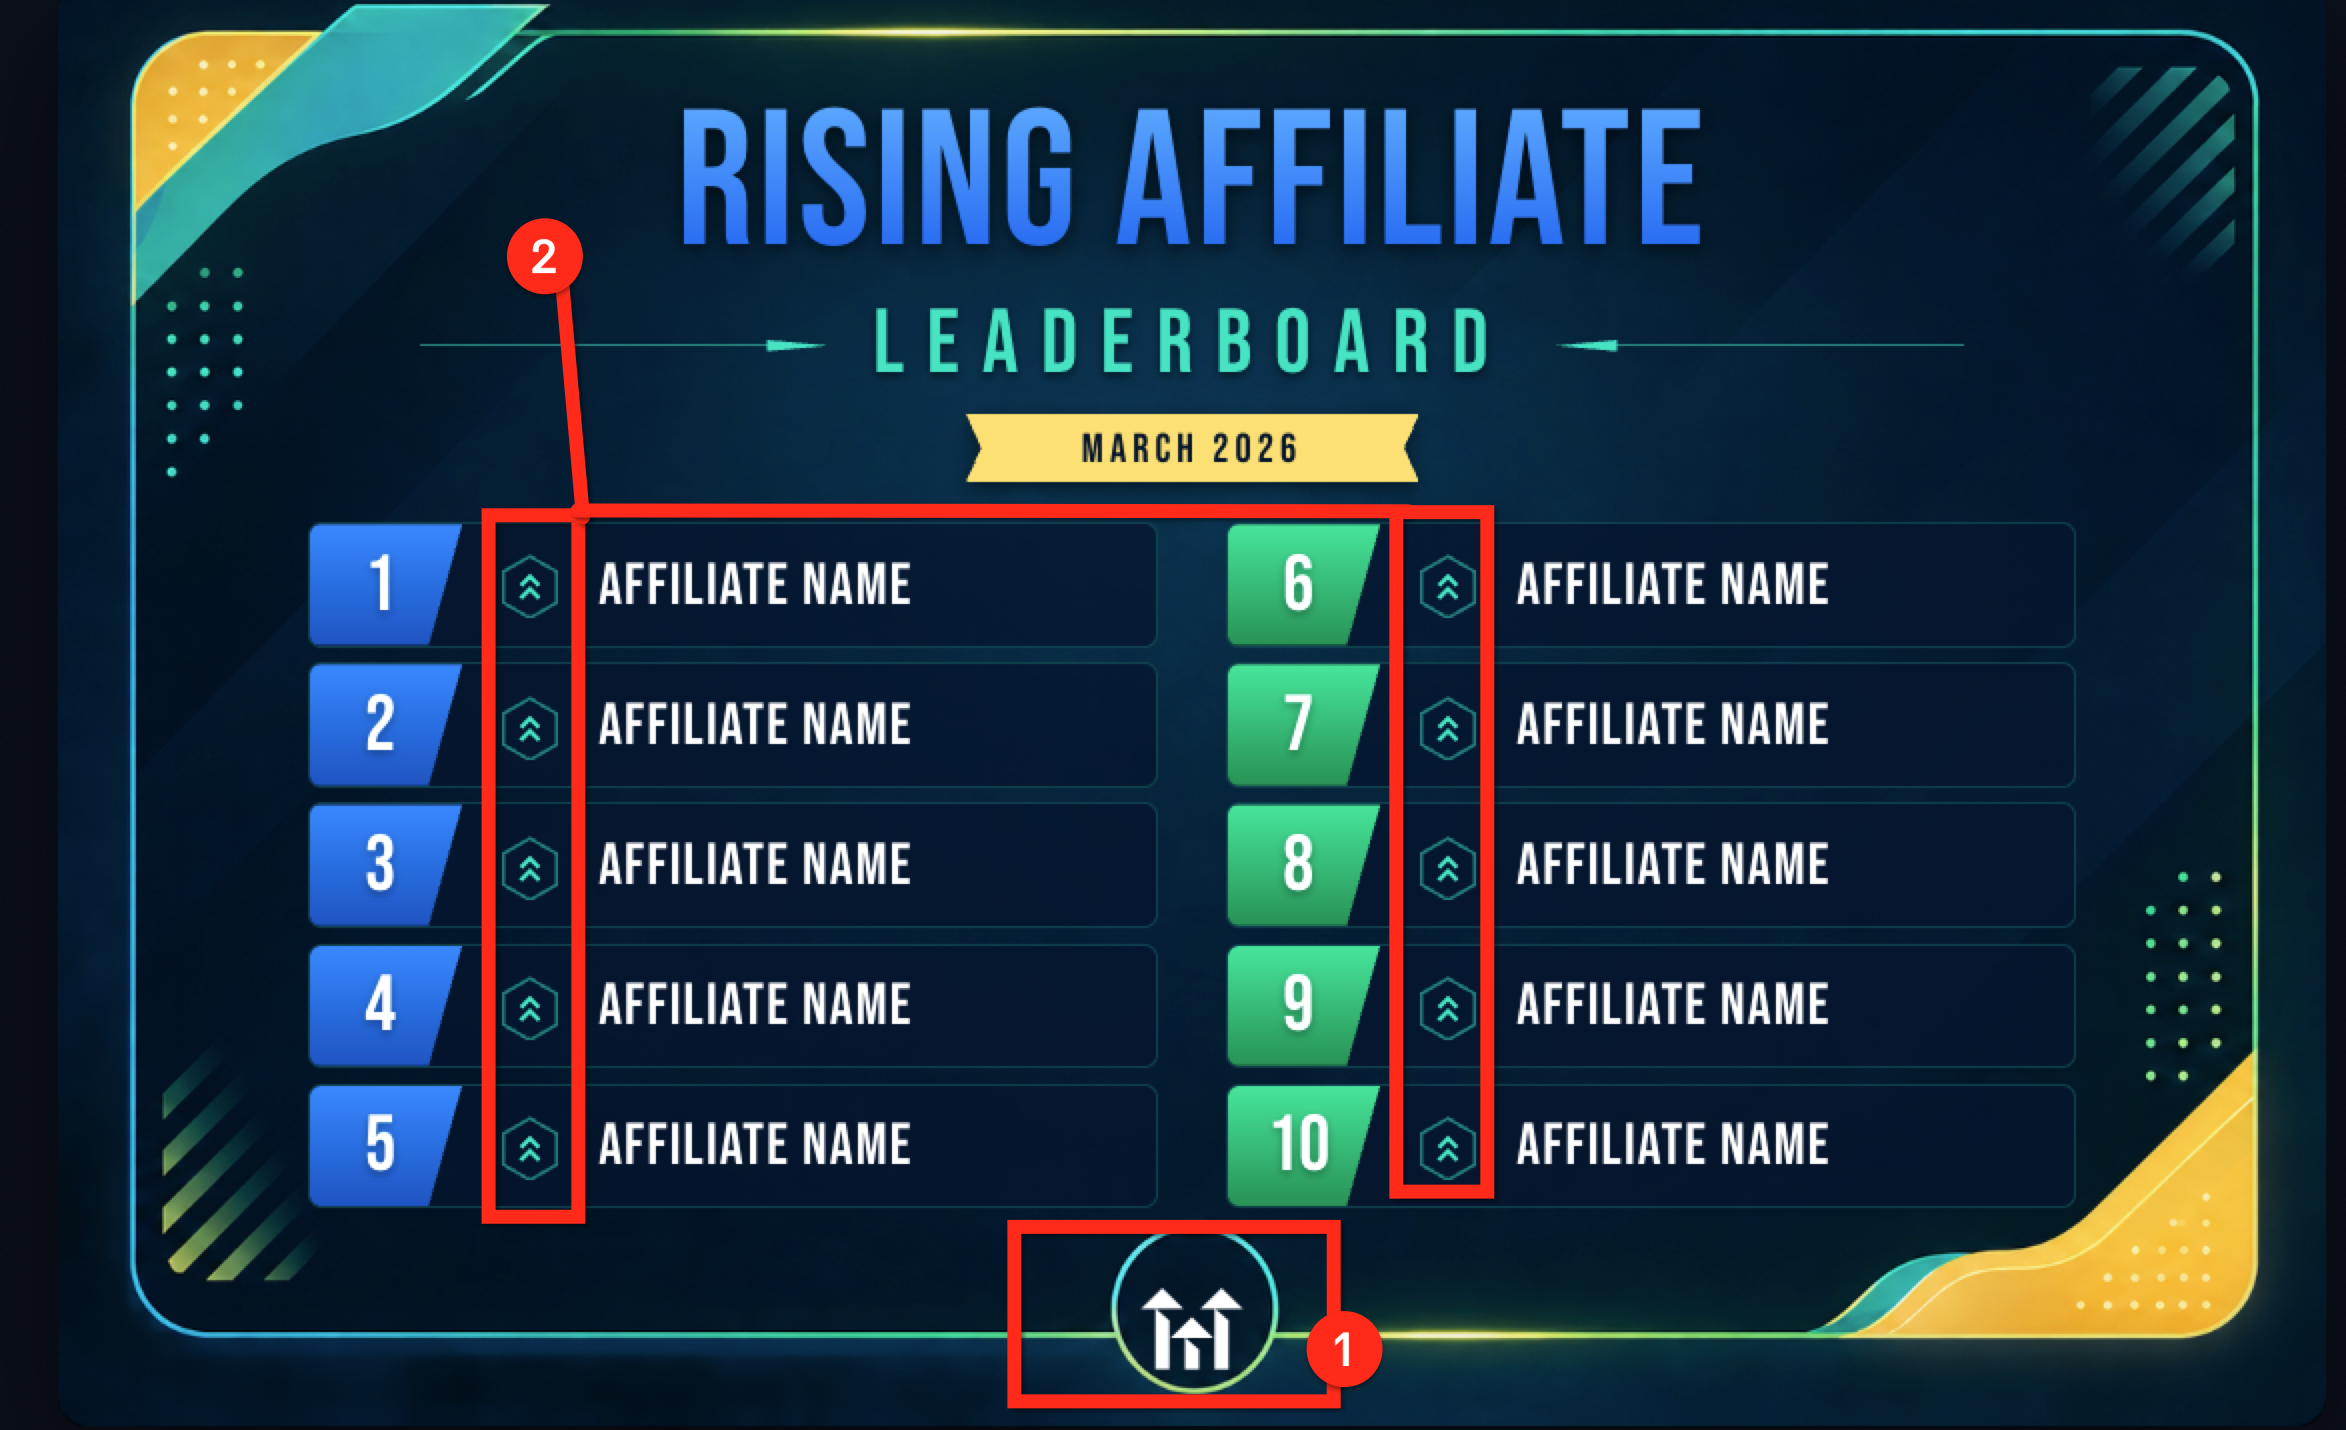 RISING AFFILIATE
2
LEADERBOARD
MARCH 2026
1 AFFILIATE NAME
2 AFFILIATE NAME
3 AFFILIATE NAME
4 AFFILIATE NAME
5 AFFILIATE NAME
6 AFFILIATE NAME
7 AFFILIATE NAME
8 AFFILIATE NAME
9 AFFILIATE NAME
10 AFFILIATE NAME
1